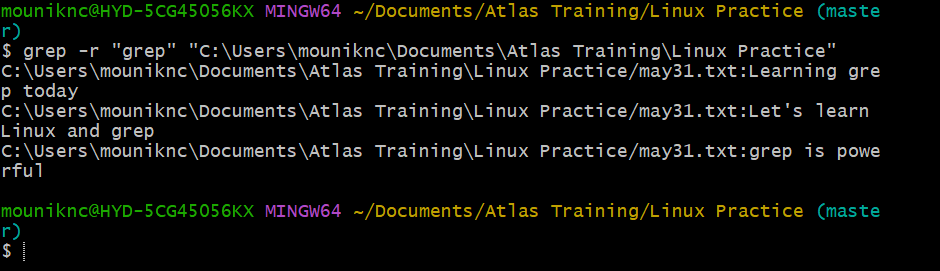 mouniknc@HYD-5CG45056KX MINGW64 ~/Documents/Atlas Training/Linux Practice (maste
r)
$ grep -r "grep" "C:\Users\mouniknc\Documents\Atlas Training\Linux Practice"
C:\Users\mouniknc\Documents\Atlas Training\Linux Practice/may31.txt:Learning gre
p today
C:\Users\mouniknc\Documents\Atlas Training\Linux Practice/may31.txt:Let's learn
Linux and grep
C:\Users\mouniknc\Documents\Atlas Training\Linux Practice/may31.txt:grep is powe
rful
mouniknc@HYD-5CG45056KX MINGW64 ~/Documents/Atlas Training/Linux Practice (maste
r)
$